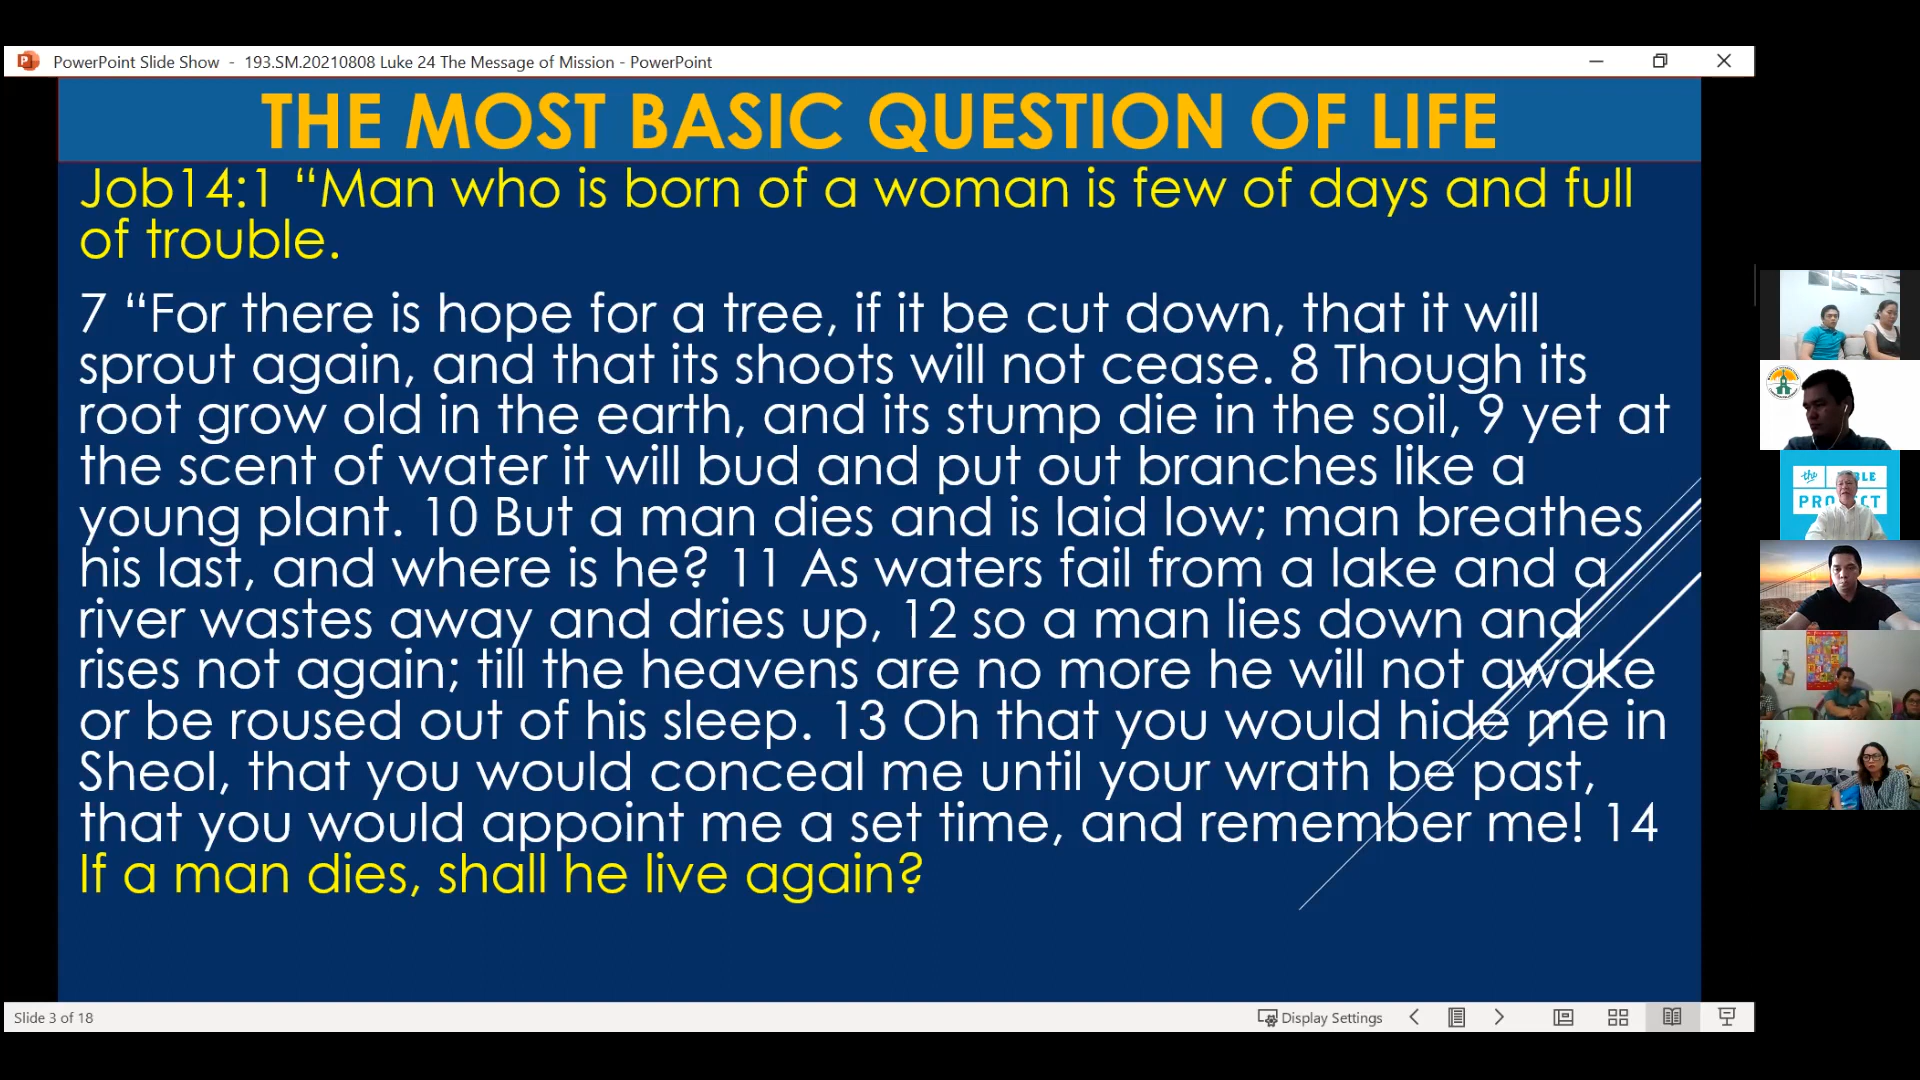 PowerPoint Slide Show - 193.SM.20210808 Luke 24 The Message of Mission - PowerPoint
THE MOST BASIC QUESTION OF LIFE
Job14:1 “Man who is born of a woman is few of days and full
of trouble.
7 “For there is hope for a tree, if it be cut down, that it will
sprout again, and that its shoots will not cease. 8 Though its
root grow old in the earth, and its stump die in the soil, 9 yet at
the scent of water it will bud and put out branches like a
young plant. 10 But a man dies and is laid low; man breathes
his last, and where is he? 11 As waters fail from a lake and a
river wastes away and dries up, 12 so a man lies down and
rises not again; till the heavens are no more he will not awake
or be roused out of his sleep. 13 Oh that you would hide me in
Sheol, that you would conceal me until your wrath be past,
that you would appoint me a set time, and remember me! 14
If a man dies, shall he live again?
the
PROJECT
Slide 3 of 18
Display Settings